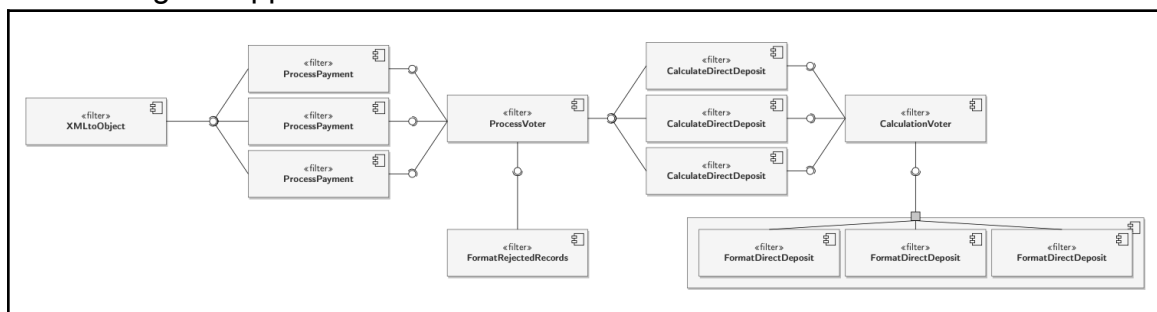 «filter»
XMLtoObject
«filter»
ProcessPayment
«filter»
ProcessPayment
«filter»
ProcessPayment
«filter»
ProcessVoter
«filter»
FormatRejectedRecords
«filter»
CalculateDirectDeposit
«filter»
CalculateDirectDeposit
«filter»
CalculateDirectDeposit
«filter»
CalculationVoter
«filter»
FormatDirectDeposit
«filter»
FormatDirectDeposit
«filter»
FormatDirectDeposit